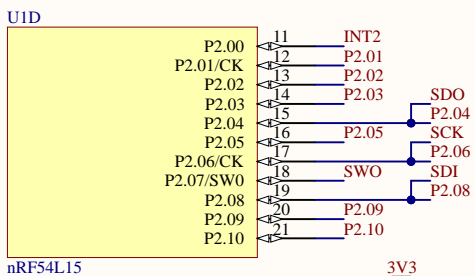 U1D
P2.00 11 INT2
P2.01/CK 12 P2.01
P2.02 13 P2.02
P2.03 14 P2.03
SDO
P2.04 15 P2.04
P2.05 16 P2.05
SCK
P2.06/CK 17 P2.06
P2.07/SW0 18 SWO
SDI
P2.08 19 P2.08
P2.09 20 P2.09
P2.10 21 P2.10
nRF54L15
3V3